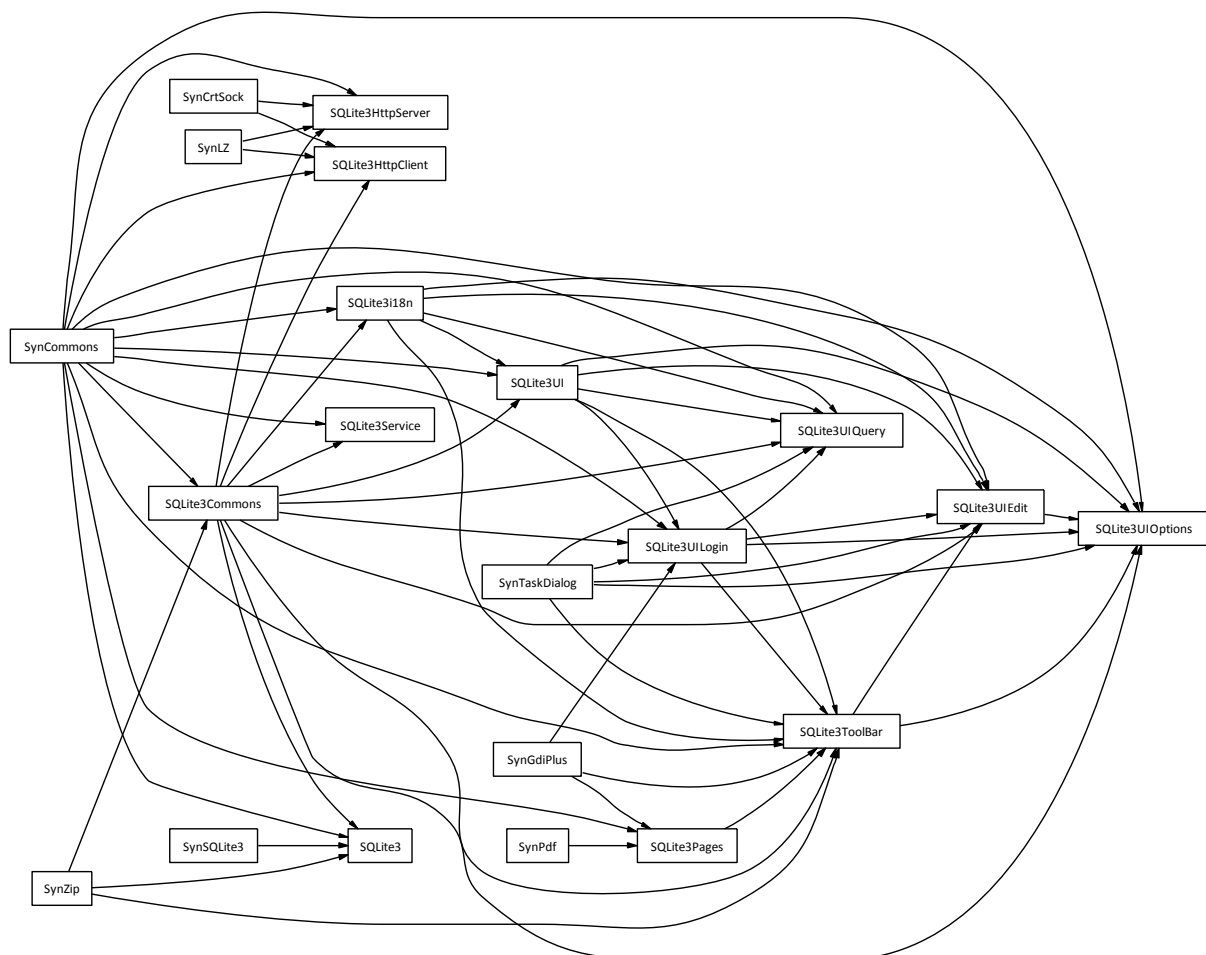 SynCrtSock
SQLite3HttpServer
SynLZ
SQLite3HttpClient
SQLite3i18n
SynCommons
SQLite3UI
SQLite3Service
SQLite3UIQuery
SQLite3Commons
SQLite3UIEdit
SQLite3UIOptions
SQLite3UILogin
SynTaskDialog
SQLite3ToolBar
SynGdiPlus
SynSQLite3
SQLite3
SynPdf
SQLite3Pages
SynZip